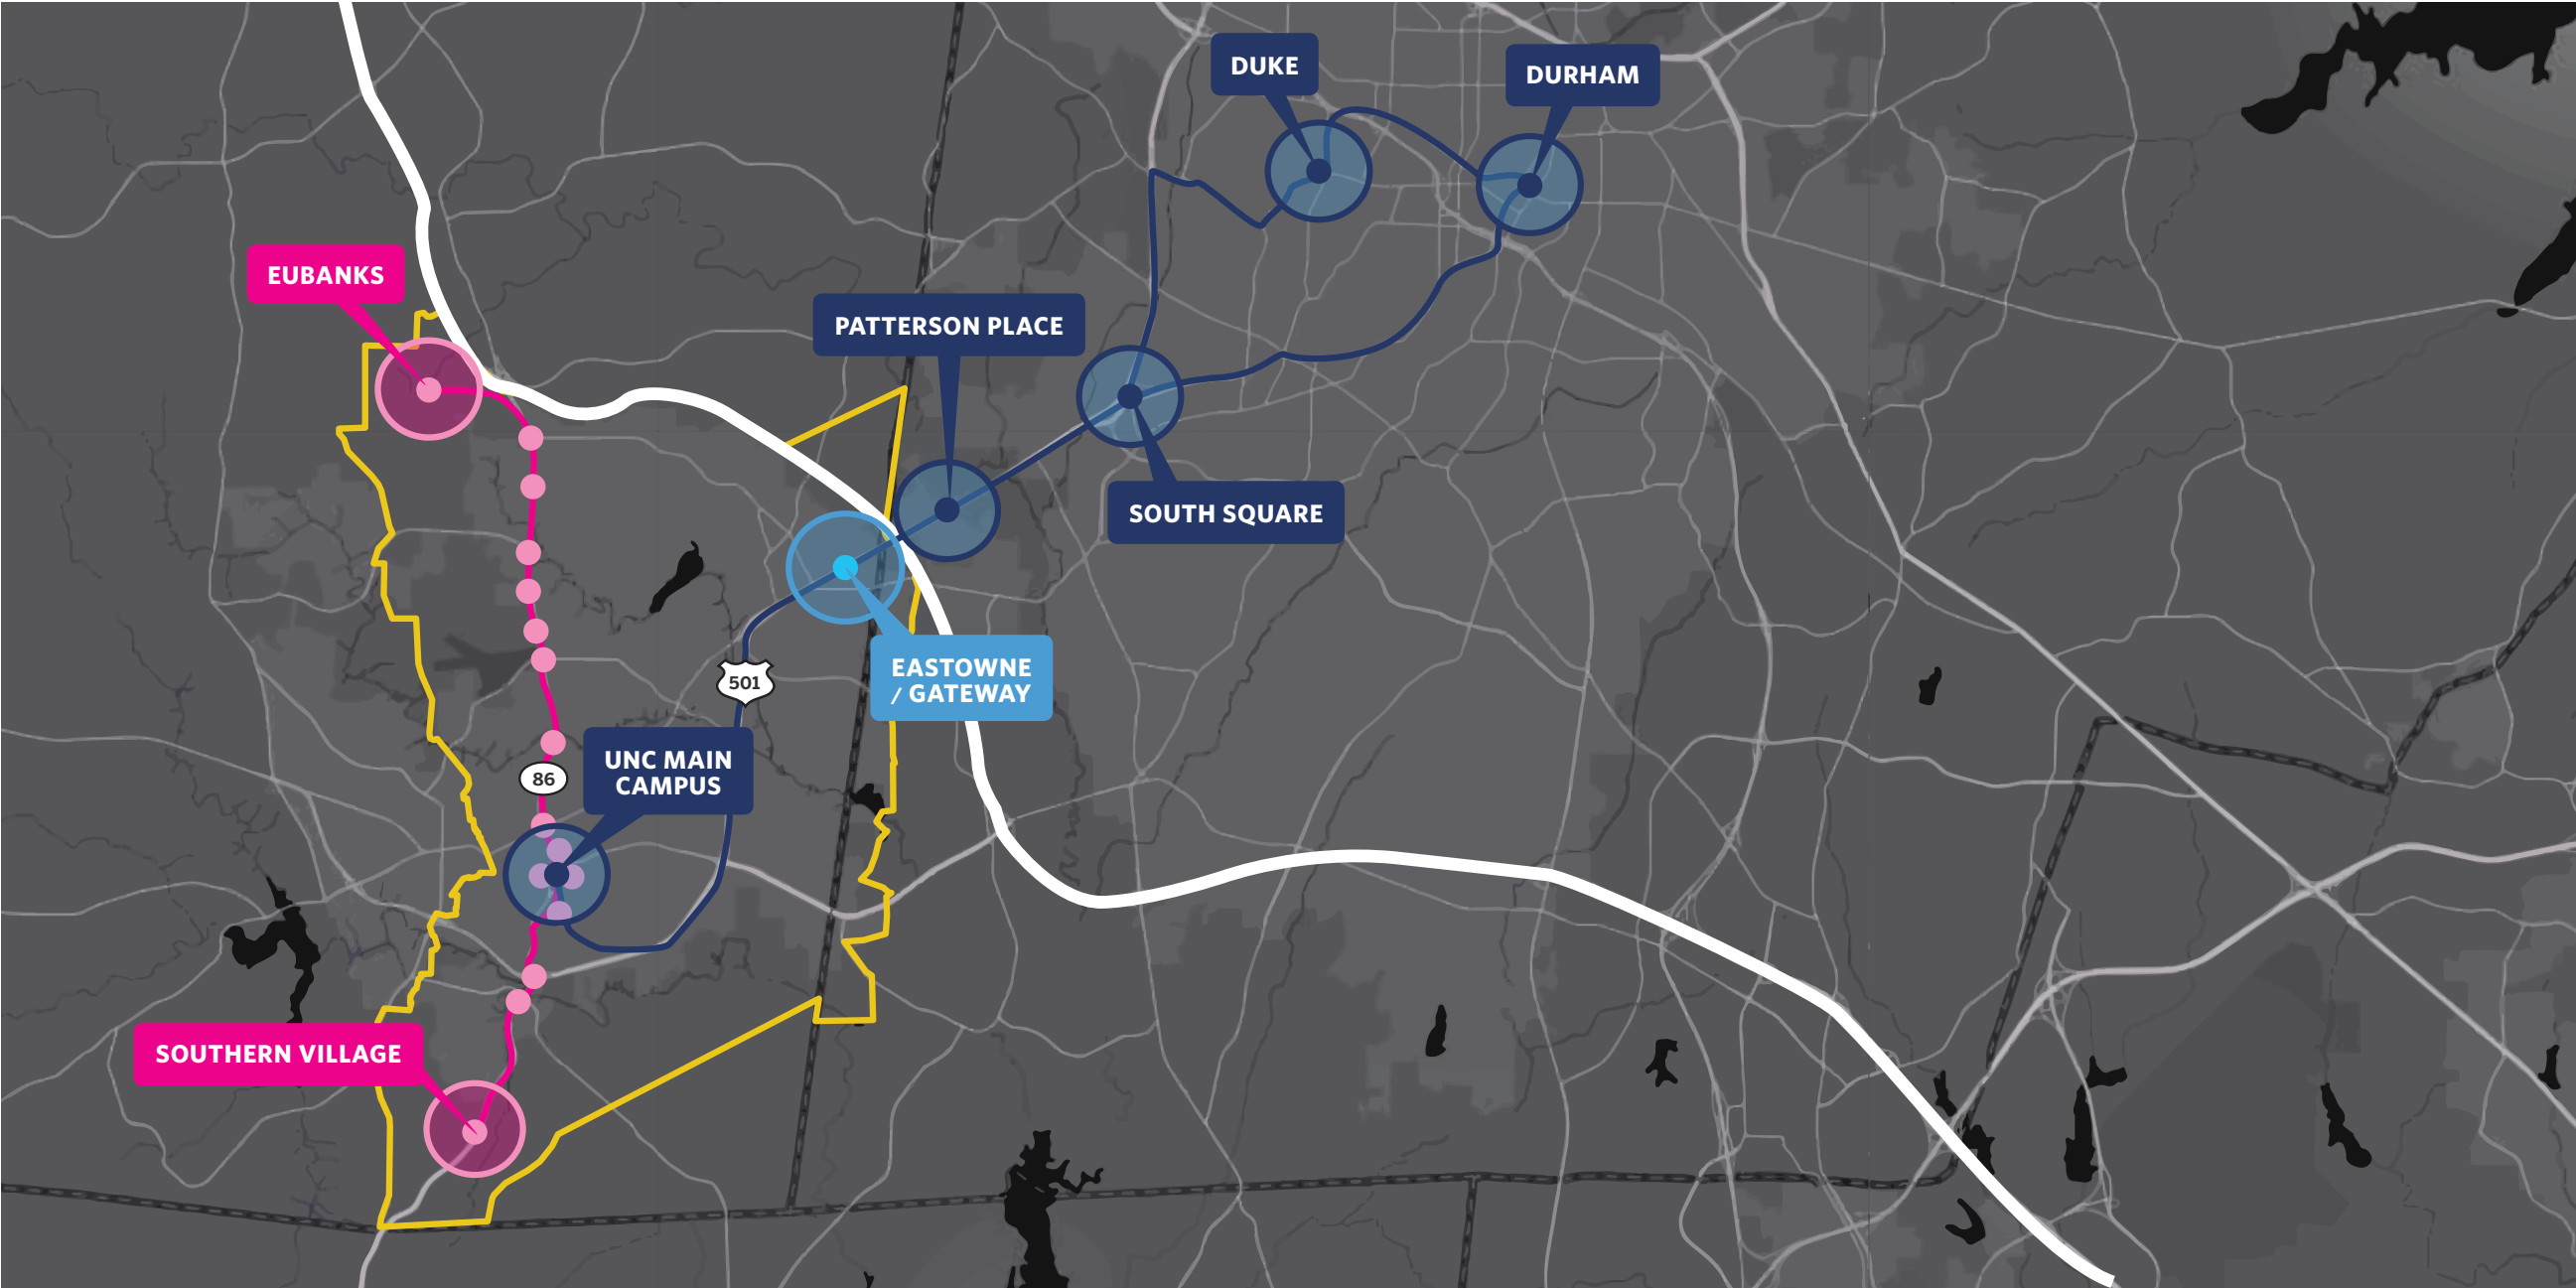 DUKE
DURHAM
EUBANKS
PATTERSON PLACE
SOUTH SQUARE
EASTOWNE
/ GATEWAY
501
UNC MAIN
CAMPUS
86
SOUTHERN VILLAGE